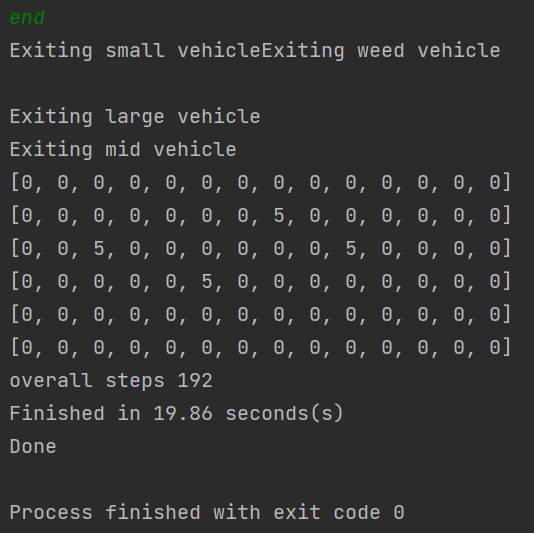 end
Exiting small vehicleExiting weed vehicle
Exiting large vehicle
Exiting mid vehicle
[0, 0, 0, 0, 0, 0, 0, 0, 0, 0, 0, 0, 0, 0]
[0, 0, 0, 0, 0, 0, 0, 5, 0, 0, 0, 0, 0, 0]
[0, 0, 5, 0, 0, 0, 0, 0, 0, 5, 0, 0, 0, 0]
[0, 0, 0, 0, 0, 5, 0, 0, 0, 0, 0, 0, 0, 0]
[0, 0, 0, 0, 0, 0, 0, 0, 0, 0, 0, 0, 0, 0]
[0, 0, 0, 0, 0, 0, 0, 0, 0, 0, 0, 0, 0, 0]
overall steps 192
Finished in 19.86 seconds(s)
Done
Process finished with exit code 0